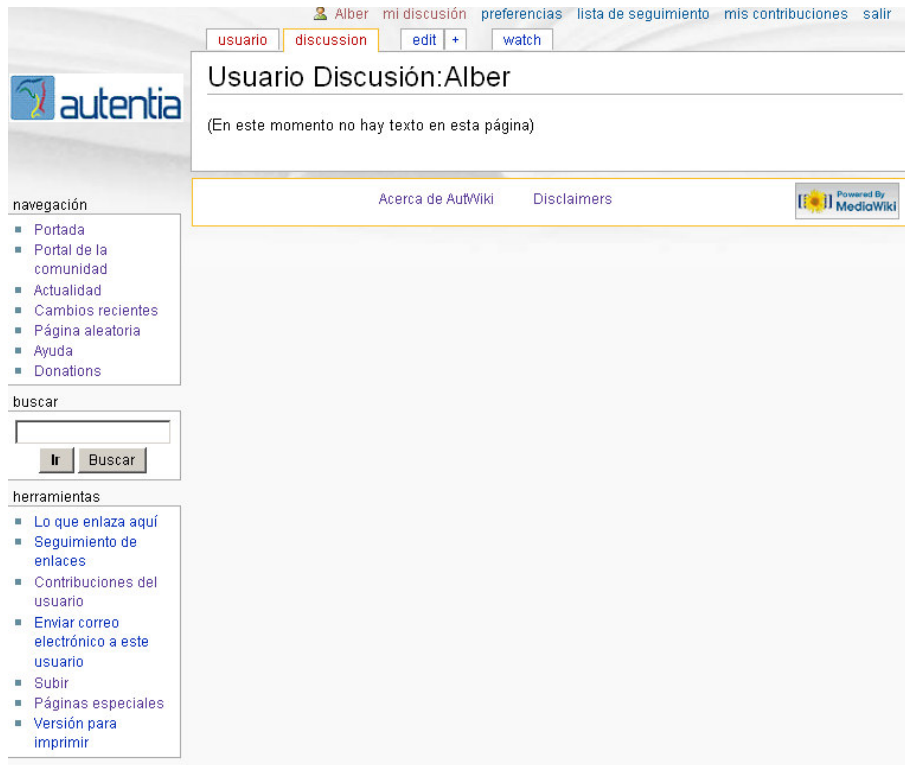 Alber mi discusión preferencias lista de seguimiento mis contribuciones salir
usuario discussion edit + watch
autentia
Usuario Discusión:Alber
(En este momento no hay texto en esta página)
Acerca de AutWiki Disclaimers
Powered By
MediaWiki
navegación
Portada
Portal de la
comunidad
Actualidad
Cambios recientes
Página aleatoria
Ayuda
Donations
buscar
Ir Buscar
herramientas
Lo que enlaza aquí
Seguimiento de
enlaces
Contribuciones del
usuario
Enviar correo
electrónico a este
usuario
Subir
Páginas especiales
Versión para
imprimir